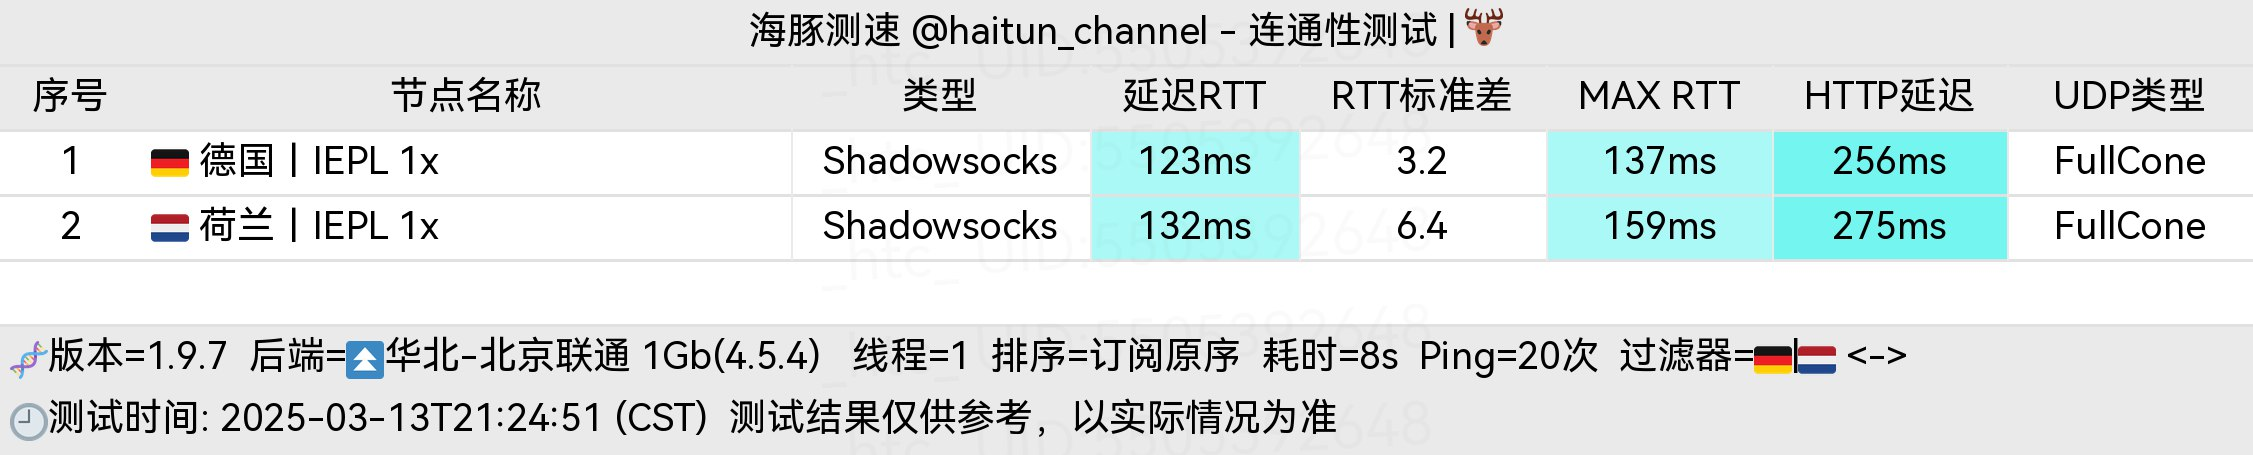 海豚测速 @haitun_channel - 连通性测试 |🦌
序号 节点名称 类型 延迟RTT RTT标准差 MAX RTT HTTP延迟 UDP类型
1 🇩🇪 德国 | IEPL 1x Shadowsocks 123ms 3.2 137ms 256ms FullCone
2 🇳🇱 荷兰 | IEPL 1x Shadowsocks 132ms 6.4 159ms 275ms FullCone
🧬版本=1.9.7 后端=⏫华北-北京联通 1Gb(4.5.4) 线程=1 排序=订阅原序 耗时=8s Ping=20次 过滤器=🇩🇪|🇳🇱 <->
🕘测试时间: 2025-03-13T21:24:51 (CST) 测试结果仅供参考，以实际情况为准
_ntc_ UID:5505392648